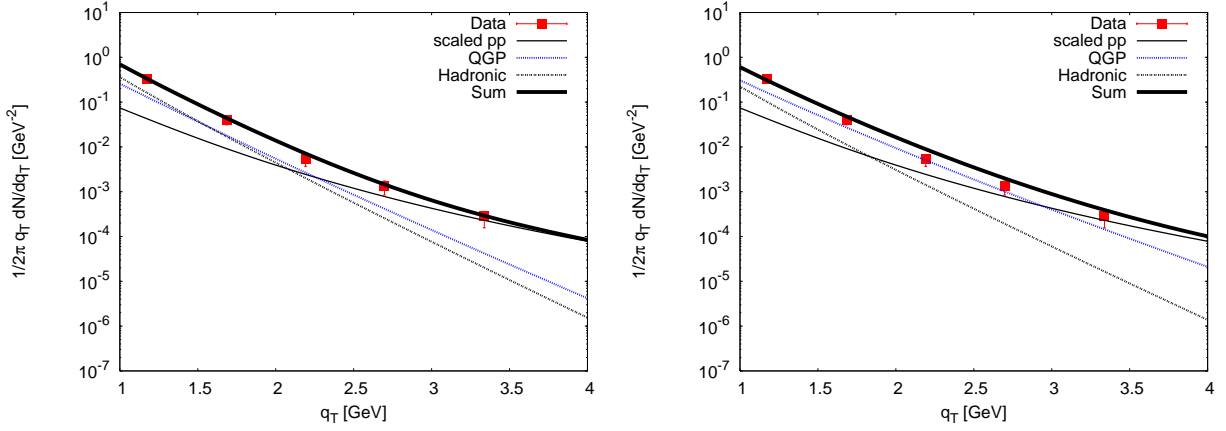 10^1
10^0
10^-1
10^-2
10^-3
10^-4
10^-5
10^-6
10^-7
1/2π q_T dN/dq_T [GeV^-2]
1 1.5 2 2.5 3 3.5 4
q_T [GeV]
Data
scaled pp
QGP
Hadronic
Sum
10^1
10^0
10^-1
10^-2
10^-3
10^-4
10^-5
10^-6
10^-7
1/2π q_T dN/dq_T [GeV^-2]
1 1.5 2 2.5 3 3.5 4
q_T [GeV]
Data
scaled pp
QGP
Hadronic
Sum